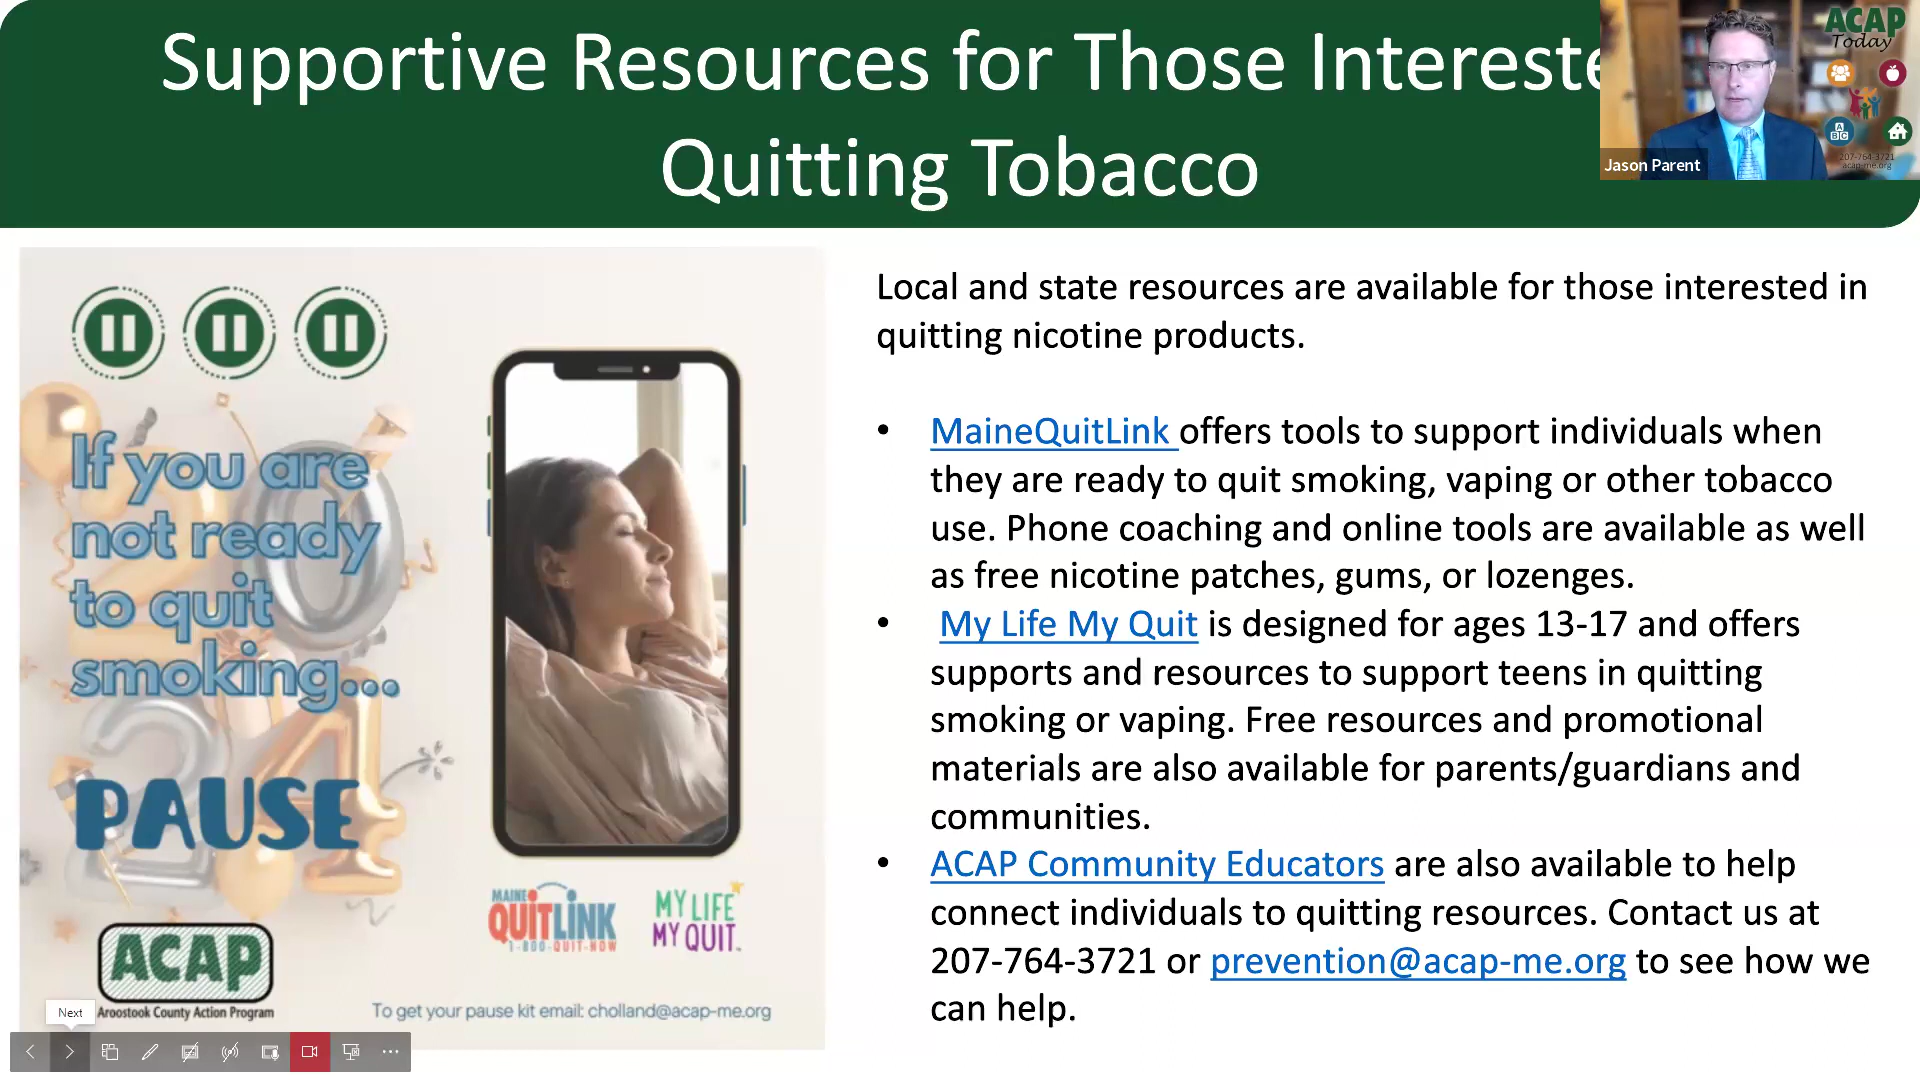 Supportive Resources for Those Intereste
Quitting Tobacco
ACAP
Today
207-764-3721
acap-me.org
Jason Parent
If you are
not ready
to quit
smoking...
2024
PAUSE
ACAP
Aroostook County Action Program
MAINE
QUITLINK
1-800-QUIT-NOW
MY LIFE
MY QUIT™
To get your pause kit email: cholland@acap-me.org
Local and state resources are available for those interested in
quitting nicotine products.
• MaineQuitLink offers tools to support individuals when
they are ready to quit smoking, vaping or other tobacco
use. Phone coaching and online tools are available as well
as free nicotine patches, gums, or lozenges.
• My Life My Quit is designed for ages 13-17 and offers
supports and resources to support teens in quitting
smoking or vaping. Free resources and promotional
materials are also available for parents/guardians and
communities.
• ACAP Community Educators are also available to help
connect individuals to quitting resources. Contact us at
207-764-3721 or prevention@acap-me.org to see how we
can help.
Next